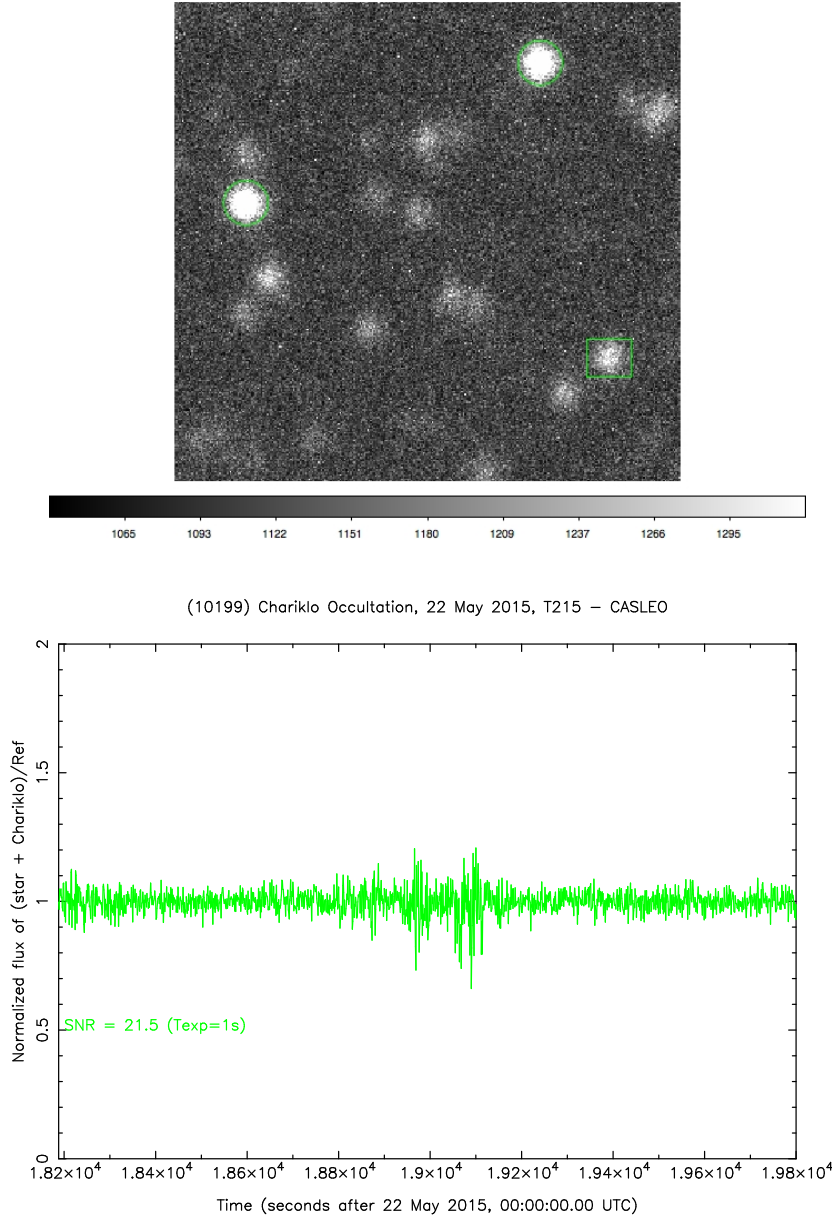 1065 1093 1122 1151 1180 1209 1237 1266 1295
(10199) Chariklo Occultation, 22 May 2015, T215 – CASLEO
2
1.5
1
0.5
0
Normalized flux of (star + Chariklo)/Ref
SNR = 21.5 (Texp=1s)
1.82×10⁴ 1.84×10⁴ 1.86×10⁴ 1.88×10⁴ 1.9×10⁴ 1.92×10⁴ 1.94×10⁴ 1.96×10⁴ 1.98×10⁴
Time (seconds after 22 May 2015, 00:00:00.00 UTC)